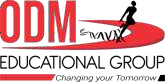 ODM
EDUCATIONAL GROUP
Changing your Tomorrow